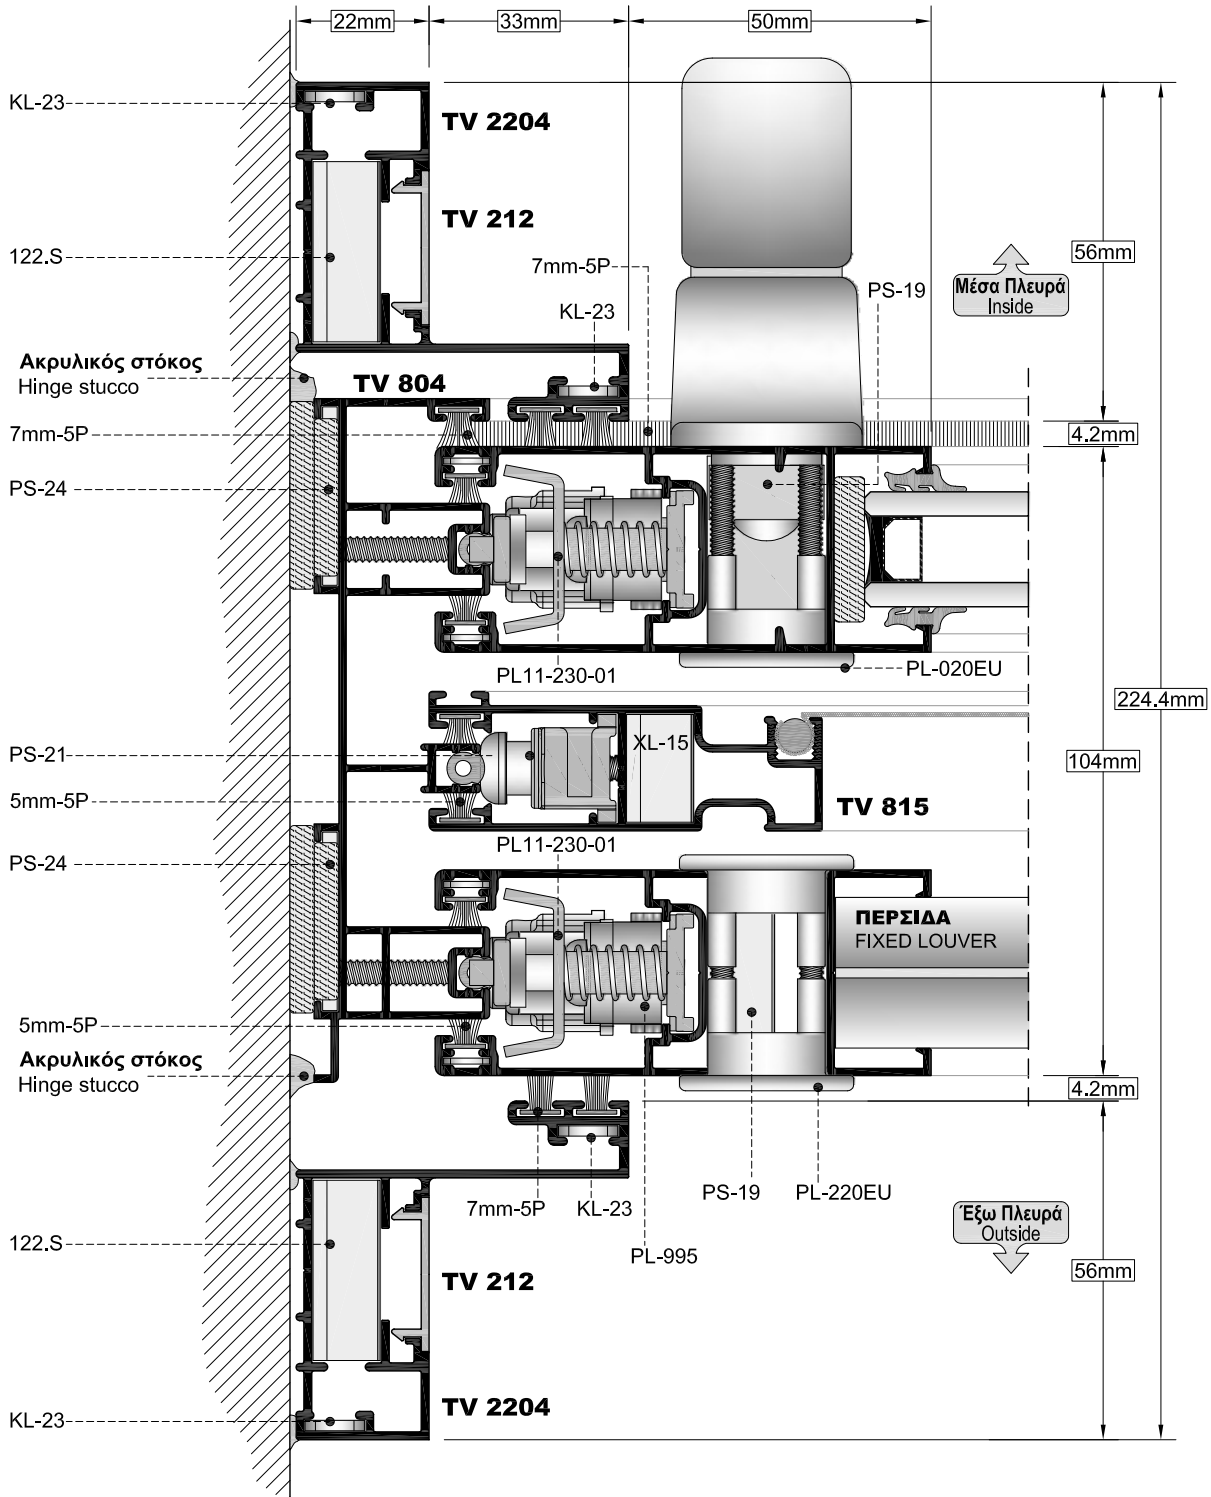 22mm
33mm
50mm
KL-23
TV 2204
TV 212
122.S
7mm-5P
KL-23
PS-19
56mm
Μέσα Πλευρά
Inside
Ακρυλικός στόκος
Hinge stucco
TV 804
7mm-5P
4.2mm
PS-24
PL11-230-01
PL-020EU
224.4mm
PS-21
XL-15
104mm
5mm-5P
TV 815
PL11-230-01
PS-24
ΠΕΡΣΙΔΑ
FIXED LOUVER
5mm-5P
Ακρυλικός στόκος
Hinge stucco
4.2mm
7mm-5P
KL-23
PS-19
PL-220EU
Έξω Πλευρά
Outside
122.S
PL-995
TV 212
56mm
TV 2204
KL-23